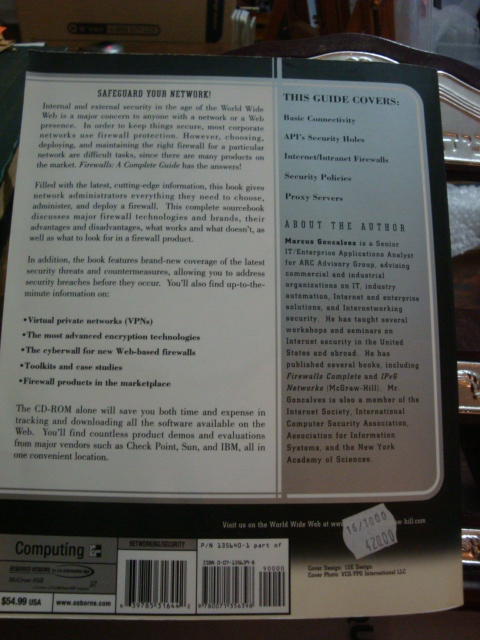 SAFEGUARD YOUR NETWORK!
Internal and external security in the age of the World Wide
Web is a major concern to anyone with a network or a Web
presence. In order to keep things secure, most corporate
networks use firewall protection. However, choosing,
deploying, and maintaining the right firewall for a particular
network are difficult tasks, since there are many products on
the market. Firewalls: A Complete Guide has the answers!
Filled with the latest, cutting-edge information, this book gives
network administrators everything they need to choose,
administer, and deploy a firewall. This complete sourcebook
discusses major firewall technologies and brands, their
advantages and disadvantages, what works and what doesn't, as
well as what to look for in a firewall product.
In addition, the book features brand-new coverage of the latest
security threats and countermeasures, allowing you to address
security breaches before they occur. You'll also find up-to-the-
minute information on:
•Virtual private networks (VPNs)
•The most advanced encryption technologies
•The cyberwall for new Web-based firewalls
•Toolkits and case studies
•Firewall products in the marketplace
The CD-ROM alone will save you both time and expense in
tracking and downloading all the software available on the
Web. You'll find countless product demos and evaluations
from major vendors such as Check Point, Sun, and IBM, all in
one convenient location.
THIS GUIDE COVERS:
Basic Connectivity
API's Security Holes
Internet/Intranet Firewalls
Security Policies
Proxy Servers
ABOUT THE AUTHOR
Marcus Goncalves is a Senior
IT/Enterprise Applications Analyst
for ARC Advisory Group, advising
commercial and industrial
organizations on IT, industry
automation, Internet and enterprise
solutions, and Internetworking
security. He has taught several
workshops and seminars on
Internet security in the United
States and abroad. He has
published several books, including
Firewalls Complete and IPv6
Networks (McGraw-Hill). Mr.
Goncalves is also a member of the
Internet Society, International
Computer Security Association,
Association for Information
Systems, and the New York
Academy of Sciences.
Visit us on the World Wide Web at
hill.com
16/3000
42000
Computing
McGraw-Hill
$54.99 USA
www.osborne.com
NETWORKING/SECURITY
P/N 135640-1 part of
ISBN 0-07-135639-8
90000
9 780071 356398
Cover Design:
Cover Photo: VCG FPG International LLC